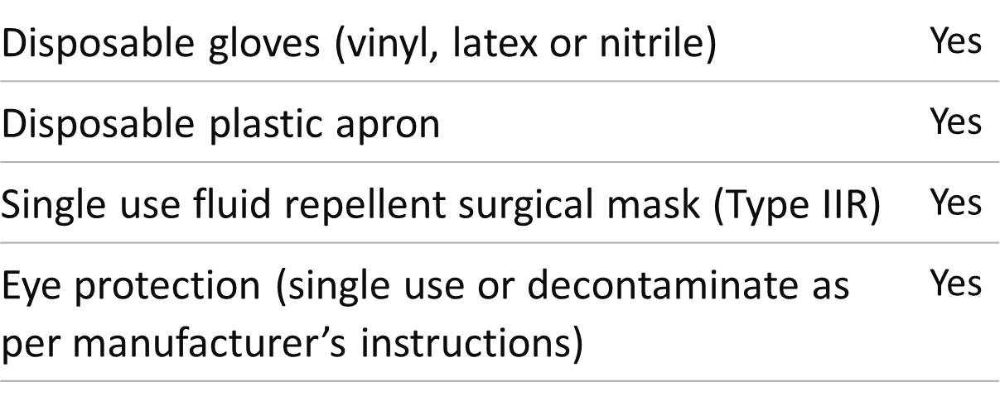 Disposable gloves (vinyl, latex or nitrile) Yes
Disposable plastic apron Yes
Single use fluid repellent surgical mask (Type IIR) Yes
Eye protection (single use or decontaminate as Yes
per manufacturer’s instructions)